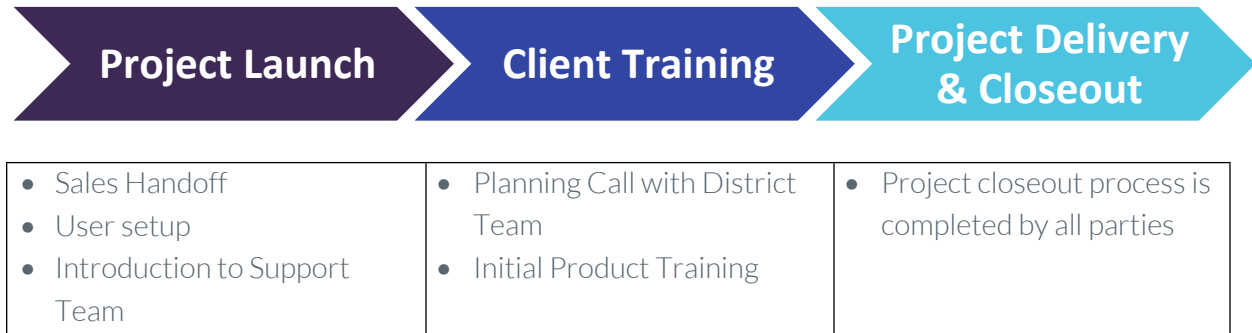 Project Launch
Client Training
Project Delivery
& Closeout
• Sales Handoff
• User setup
• Introduction to Support
Team
• Planning Call with District
Team
• Initial Product Training
• Project closeout process is
completed by all parties